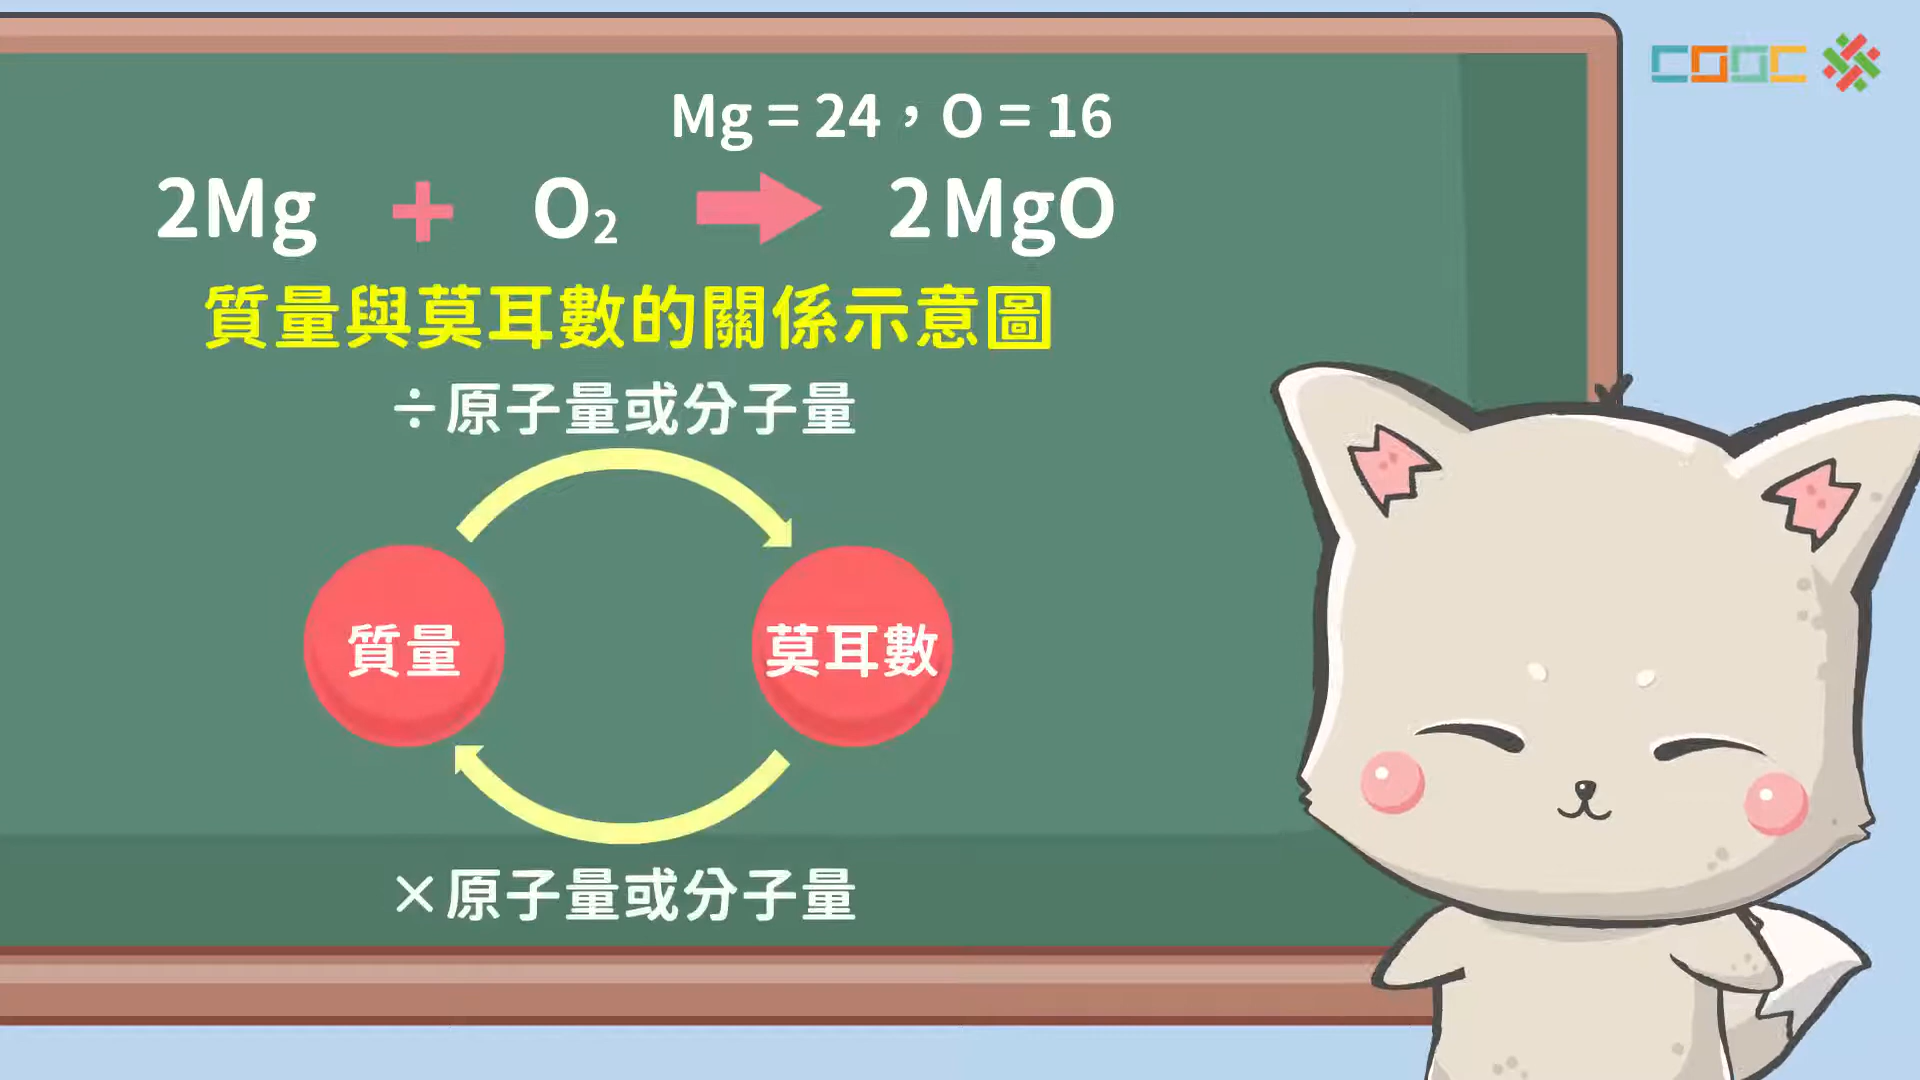 COOC
Mg = 24，O = 16
2Mg + O₂ → 2MgO
質量與莫耳數的關係示意圖
÷原子量或分子量
質量
莫耳數
×原子量或分子量